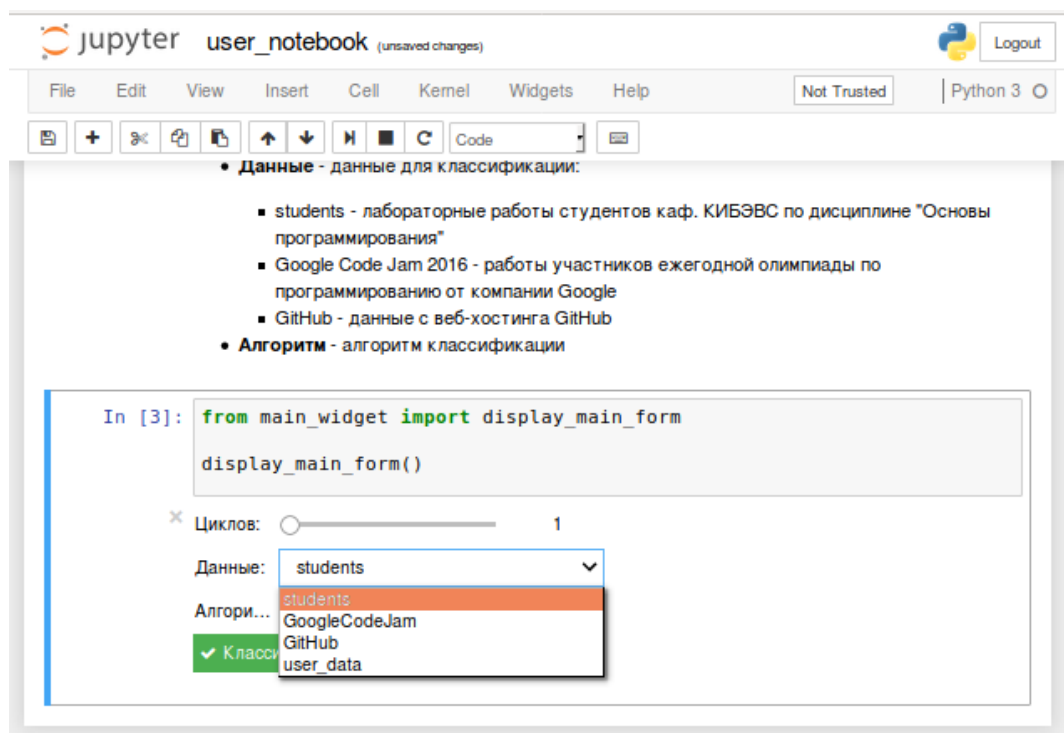 jupyter user_notebook (unsaved changes) Logout
File Edit View Insert Cell Kernel Widgets Help Not Trusted Python 3
Code
• Данные - данные для классификации:
▪ students - лабораторные работы студентов каф. КИБЭВС по дисциплине "Основы
программирования"
▪ Google Code Jam 2016 - работы участников ежегодной олимпиады по
программированию от компании Google
▪ GitHub - данные с веб-хостинга GitHub
• Алгоритм - алгоритм классификации
In [3]: from main_widget import display_main_form
display_main_form()
Циклов: 1
Данные: students
students
Алгори...
GoogleCodeJam
GitHub
✔ Класси
user_data